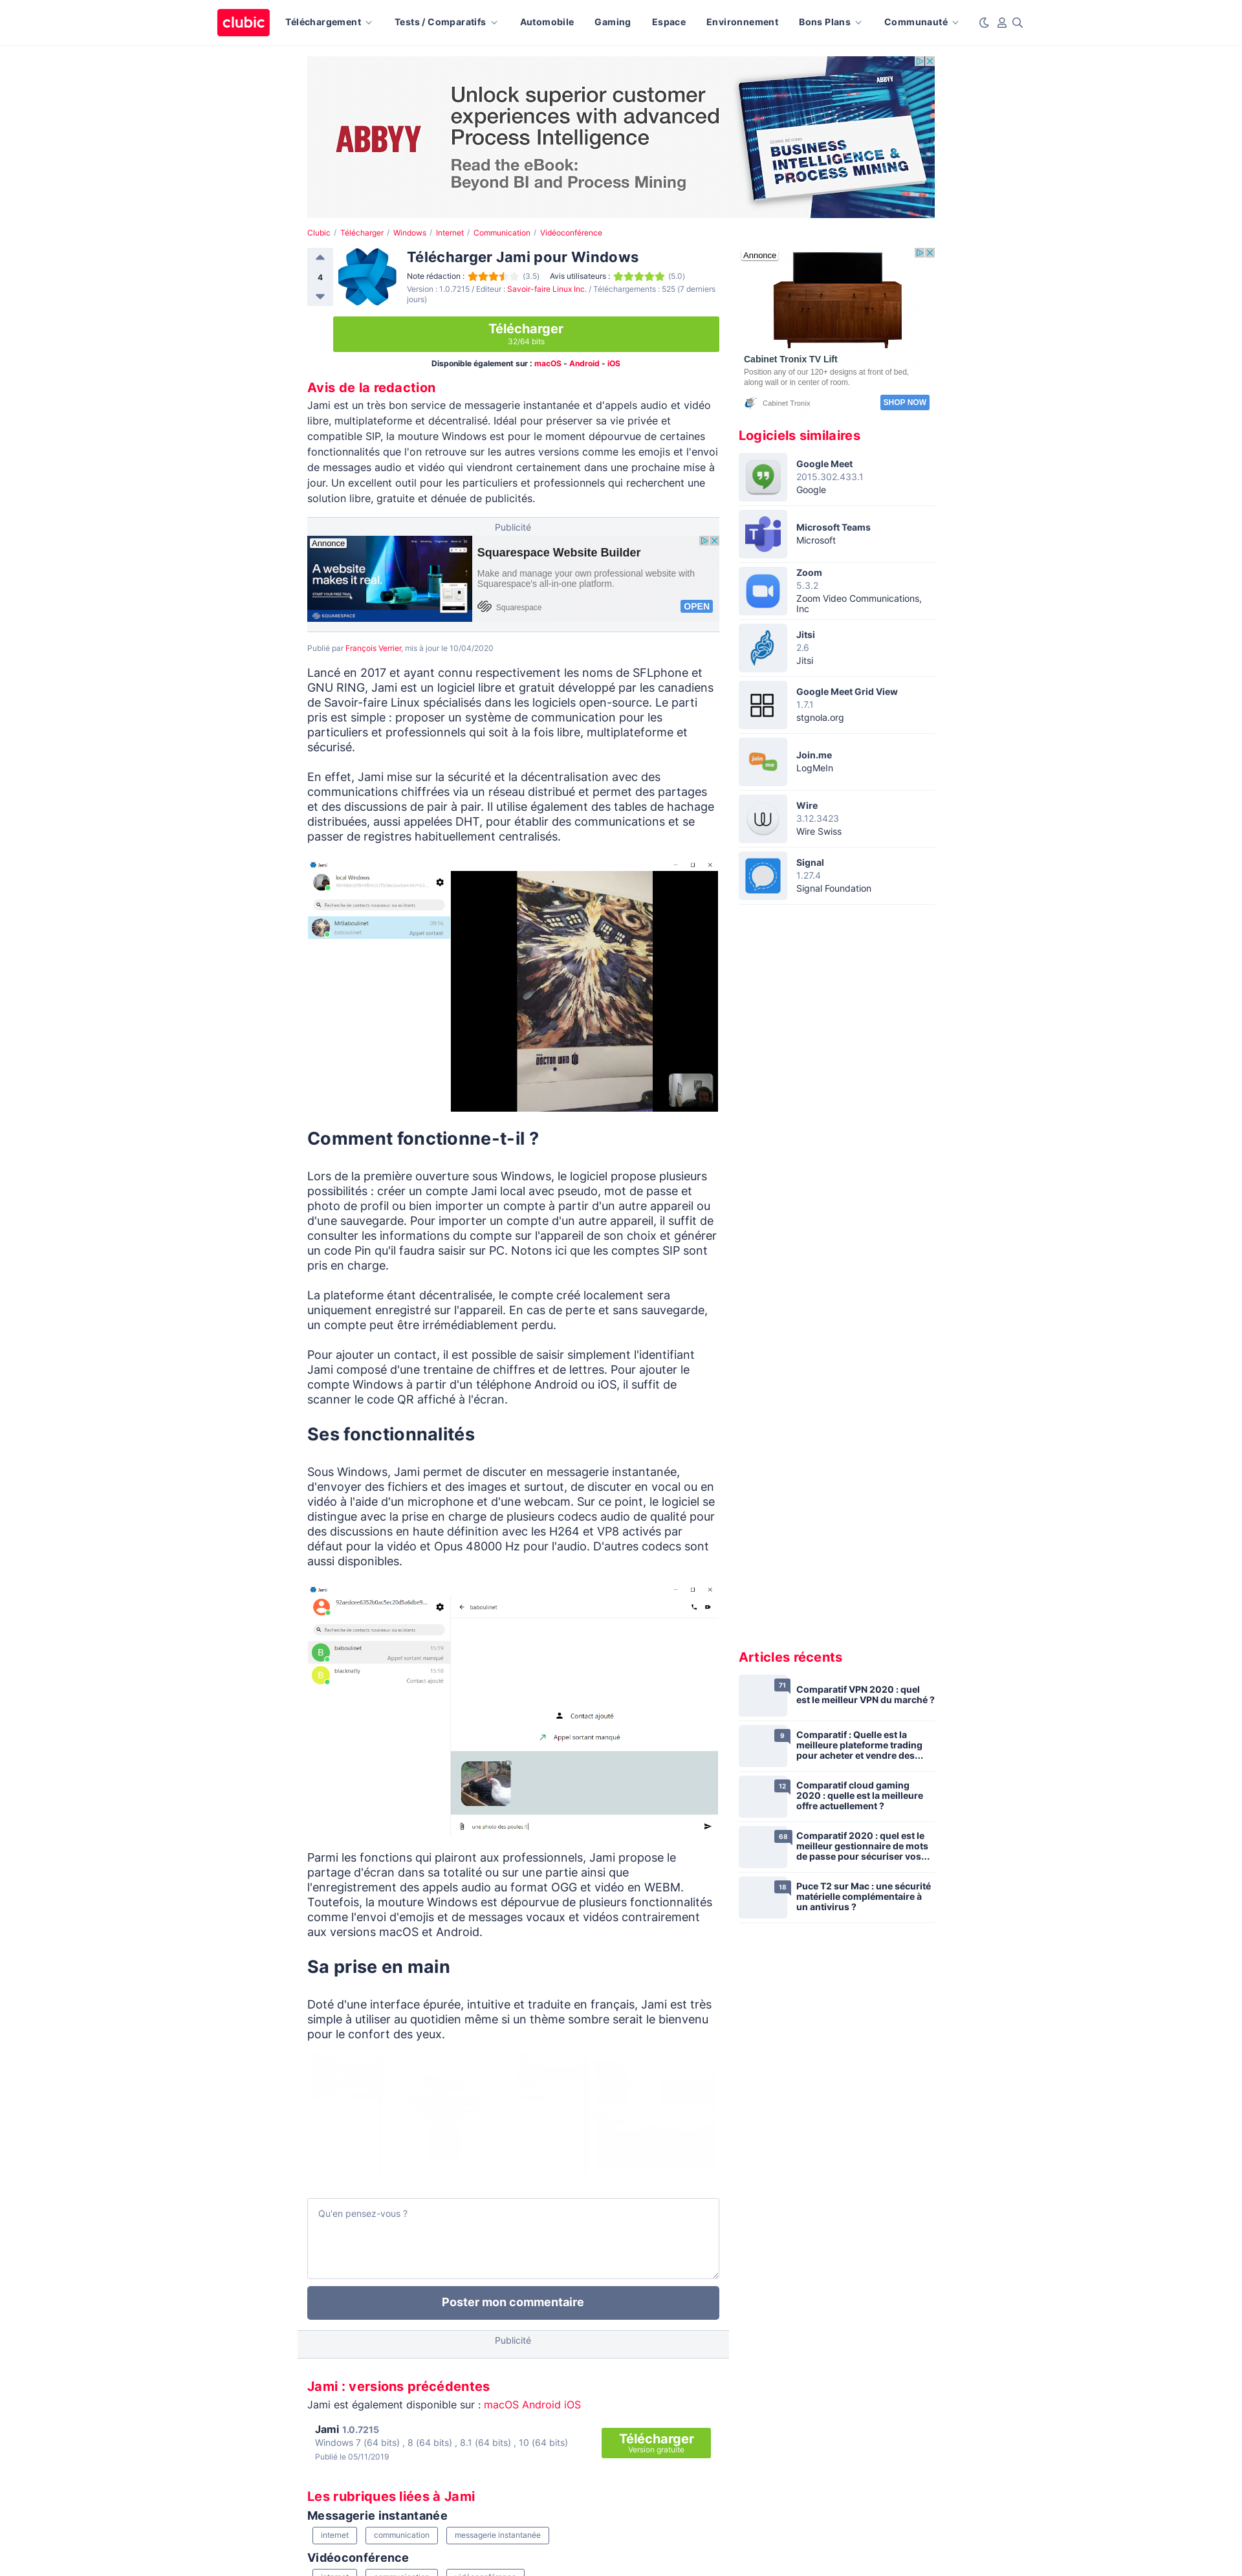 clubic
Téléchargement
Tests / Comparatifs
Automobile
Gaming
Espace
Environnement
Bons Plans
Communauté
ABBYY
Unlock superior customer
experiences with advanced
Process Intelligence
Read the eBook:
Beyond BI and Process Mining
ABBYY
BUSINESS
INTELLIGENCE &
PROCESS MINING
Clubic / Télécharger / Windows / Internet / Communication / Vidéoconférence
4
Télécharger Jami pour Windows
Note rédaction : (3.5) Avis utilisateurs : (5.0)
Version : 1.0.7215 / Editeur : Savoir-faire Linux Inc. / Téléchargements : 525 (7 derniers
jours)
Télécharger
32/64 bits
Disponible également sur : macOS - Android - iOS
Avis de la redaction
Jami est un très bon service de messagerie instantanée et d'appels audio et vidéo
libre, multiplateforme et décentralisé. Idéal pour préserver sa vie privée et
compatible SIP, la mouture Windows est pour le moment dépourvue de certaines
fonctionnalités que l'on retrouve sur les autres versions comme les emojis et l'envoi
de messages audio et vidéo qui viendront certainement dans une prochaine mise à
jour. Un excellent outil pour les particuliers et professionnels qui recherchent une
solution libre, gratuite et dénuée de publicités.
Publicité
Annonce
A website
makes it real.
START YOUR FREE TRIAL
SQUARESPACE
Squarespace Website Builder
Make and manage your own professional website with
Squarespace's all-in-one platform.
Squarespace
OPEN
Publié par François Verrier, mis à jour le 10/04/2020
Lancé en 2017 et ayant connu respectivement les noms de SFLphone et
GNU RING, Jami est un logiciel libre et gratuit développé par les canadiens
de Savoir-faire Linux spécialisés dans les logiciels open-source. Le parti
pris est simple : proposer un système de communication pour les
particuliers et professionnels qui soit à la fois libre, multiplateforme et
sécurisé.
En effet, Jami mise sur la sécurité et la décentralisation avec des
communications chiffrées via un réseau distribué et permet des partages
et des discussions de pair à pair. Il utilise également des tables de hachage
distribuées, aussi appelées DHT, pour établir des communications et se
passer de registres habituellement centralisés.
Jami
local Windows
Recherche de contacts nouveaux ou existants
Mrillaboulinet
baboulinet
Appel sortant
DOCTOR WHO
Comment fonctionne-t-il ?
Lors de la première ouverture sous Windows, le logiciel propose plusieurs
possibilités : créer un compte Jami local avec pseudo, mot de passe et
photo de profil ou bien importer un compte à partir d'un autre appareil ou
d'une sauvegarde. Pour importer un compte d'un autre appareil, il suffit de
consulter les informations du compte sur l'appareil de son choix et générer
un code Pin qu'il faudra saisir sur PC. Notons ici que les comptes SIP sont
pris en charge.
La plateforme étant décentralisée, le compte créé localement sera
uniquement enregistré sur l'appareil. En cas de perte et sans sauvegarde,
un compte peut être irrémédiablement perdu.
Pour ajouter un contact, il est possible de saisir simplement l'identifiant
Jami composé d'une trentaine de chiffres et de lettres. Pour ajouter le
compte Windows à partir d'un téléphone Android ou iOS, il suffit de
scanner le code QR affiché à l'écran.
Ses fonctionnalités
Sous Windows, Jami permet de discuter en messagerie instantanée,
d'envoyer des fichiers et des images et surtout, de discuter en vocal ou en
vidéo à l'aide d'un microphone et d'une webcam. Sur ce point, le logiciel se
distingue avec la prise en charge de plusieurs codecs audio de qualité pour
des discussions en haute définition avec les H264 et VP8 activés par
défaut pour la vidéo et Opus 48000 Hz pour l'audio. D'autres codecs sont
aussi disponibles.
Jami
92aerdcee6352b0ac5ec20d5a6dbe9...
baboulinet
Recherche de contacts nouveaux ou existants
B
baboulinet
15:19
Appel sortant manqué
B
blacknally
15:18
Contact ajouté
Contact ajouté
Appel sortant manqué
une photo des poules !!
Parmi les fonctions qui plairont aux professionnels, Jami propose le
partage d'écran dans sa totalité ou sur une partie ainsi que
l'enregistrement des appels audio au format OGG et vidéo en WEBM.
Toutefois, la mouture Windows est dépourvue de plusieurs fonctionnalités
comme l'envoi d'emojis et de messages vocaux et vidéos contrairement
aux versions macOS et Android.
Sa prise en main
Doté d'une interface épurée, intuitive et traduite en français, Jami est très
simple à utiliser au quotidien même si un thème sombre serait le bienvenu
pour le confort des yeux.
Qu'en pensez-vous ?
Poster mon commentaire
Publicité
Jami : versions précédentes
Jami est également disponible sur : macOS Android iOS
Jami 1.0.7215
Windows 7 (64 bits) , 8 (64 bits) , 8.1 (64 bits) , 10 (64 bits)
Publié le 05/11/2019
Télécharger
Version gratuite
Les rubriques liées à Jami
Messagerie instantanée
internet
communication
messagerie instantanée
Vidéoconférence
Annonce
Cabinet Tronix TV Lift
Position any of our 120+ designs at front of bed,
along wall or in center of room.
Cabinet Tronix
SHOP NOW
Logiciels similaires
Google Meet
2015.302.433.1
Google
Microsoft Teams
Microsoft
Zoom
5.3.2
Zoom Video Communications,
Inc
Jitsi
2.6
Jitsi
Google Meet Grid View
1.7.1
stgnola.org
join
me
Join.me
LogMeIn
Wire
3.12.3423
Wire Swiss
Signal
1.27.4
Signal Foundation
Articles récents
71
Comparatif VPN 2020 : quel
est le meilleur VPN du marché ?
9
Comparatif : Quelle est la
meilleure plateforme trading
pour acheter et vendre des...
12
Comparatif cloud gaming
2020 : quelle est la meilleure
offre actuellement ?
68
Comparatif 2020 : quel est le
meilleur gestionnaire de mots
de passe pour sécuriser vos...
18
Puce T2 sur Mac : une sécurité
matérielle complémentaire à
un antivirus ?